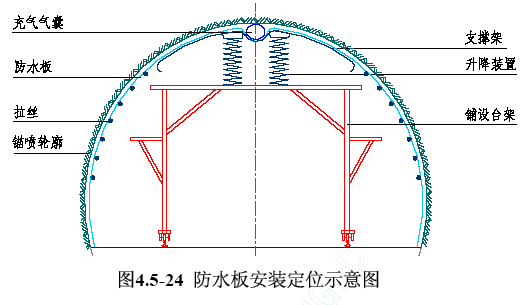 充气气囊
防水板
拉丝
锚喷轮廓
支撑架
升降装置
铺设台架
图4.5-24 防水板安装定位示意图